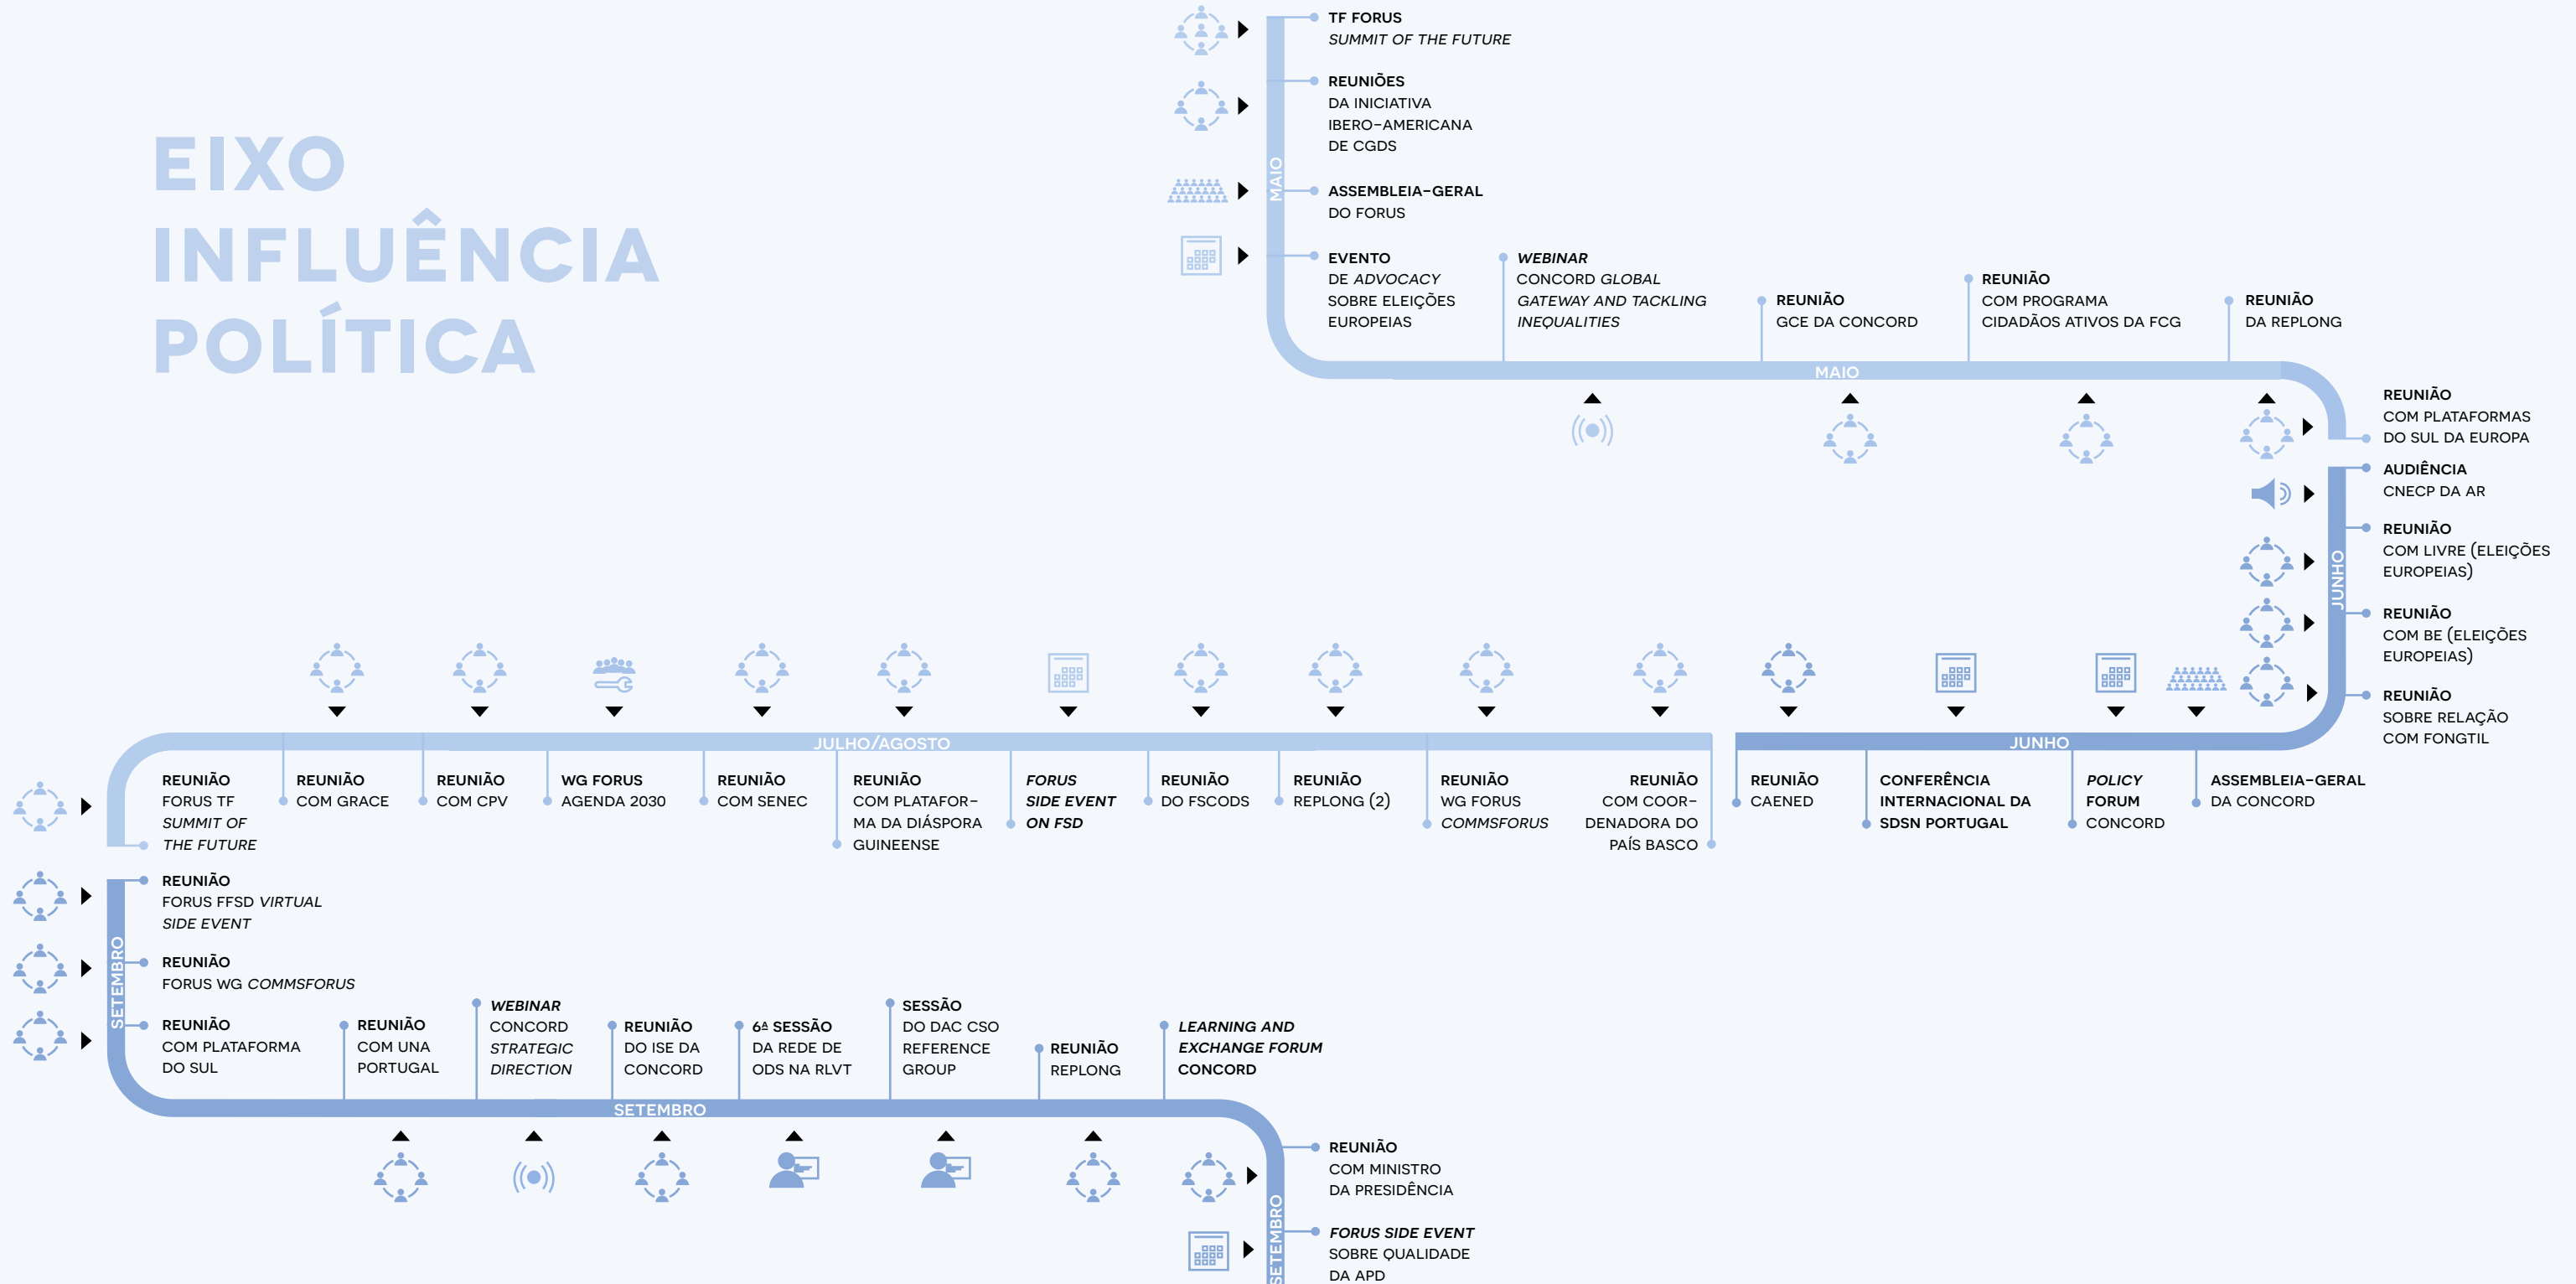 EIXO
INFLUÊNCIA
POLÍTICA
TF FORUS
SUMMIT OF THE FUTURE
REUNIÕES
DA INICIATIVA
IBERO-AMERICANA
DE CGDS
MAIO
ASSEMBLEIA-GERAL
DO FORUS
EVENTO
DE ADVOCACY
SOBRE ELEIÇÕES
EUROPEIAS
WEBINAR
CONCORD GLOBAL
GATEWAY AND TACKLING
INEQUALITIES
REUNIÃO
GCE DA CONCORD
REUNIÃO
COM PROGRAMA
CIDADÃOS ATIVOS DA FCG
REUNIÃO
DA REPLONG
MAIO
REUNIÃO
COM PLATAFORMAS
DO SUL DA EUROPA
AUDIÊNCIA
CNECP DA AR
REUNIÃO
COM LIVRE (ELEIÇÕES
EUROPEIAS)
JUNHO
REUNIÃO
COM BE (ELEIÇÕES
EUROPEIAS)
REUNIÃO
SOBRE RELAÇÃO
COM FONGTIL
JUNHO
ASSEMBLEIA-GERAL
DA CONCORD
POLICY
FORUM
CONCORD
CONFERÊNCIA
INTERNACIONAL DA
SDSN PORTUGAL
REUNIÃO
CAENED
JULHO/AGOSTO
REUNIÃO
COM COOR-
DENADORA DO
PAÍS BASCO
REUNIÃO
WG FORUS
COMMSFORUS
REUNIÃO
REPLONG (2)
REUNIÃO
DO FSCODS
FORUS
SIDE EVENT
ON FSD
REUNIÃO
COM PLATAFOR-
MA DA DIÁSPORA
GUINEENSE
REUNIÃO
COM SENEC
WG FORUS
AGENDA 2030
REUNIÃO
COM CPV
REUNIÃO
COM GRACE
REUNIÃO
FORUS TF
SUMMIT OF
THE FUTURE
REUNIÃO
FORUS FFSD VIRTUAL
SIDE EVENT
SETEMBRO
REUNIÃO
FORUS WG COMMSFORUS
REUNIÃO
COM PLATAFORMA
DO SUL
REUNIÃO
COM UNA
PORTUGAL
WEBINAR
CONCORD
STRATEGIC
DIRECTION
REUNIÃO
DO ISE DA
CONCORD
6ª SESSÃO
DA REDE DE
ODS NA RLVT
SESSÃO
DO DAC CSO
REFERENCE
GROUP
REUNIÃO
REPLONG
LEARNING AND
EXCHANGE FORUM
CONCORD
SETEMBRO
REUNIÃO
COM MINISTRO
DA PRESIDÊNCIA
SETEMBRO
FORUS SIDE EVENT
SOBRE QUALIDADE
DA APD